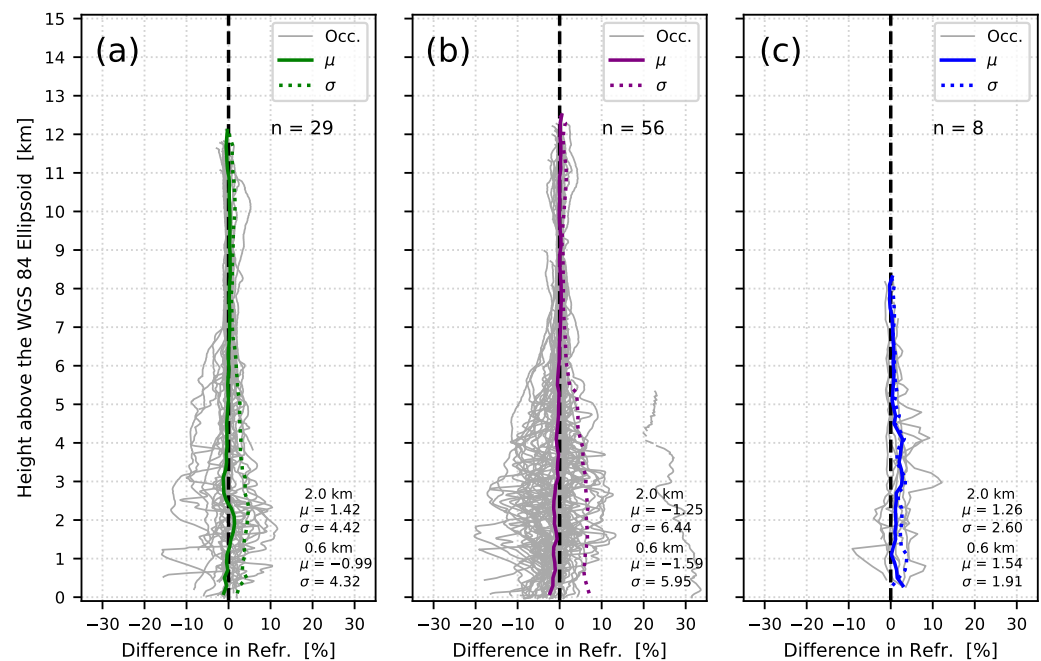 Height above the WGS 84 Ellipsoid [km]
15
14
13
12
11
10
9
8
7
6
5
4
3
2
1
0
(a)
Occ.
μ
σ
n = 29
2.0 km
μ = 1.42
σ = 4.42
0.6 km
μ = −0.99
σ = 4.32
−30 −20 −10 0 10 20 30
Difference in Refr. [%]
(b)
Occ.
μ
σ
n = 56
2.0 km
μ = −1.25
σ = 6.44
0.6 km
μ = −1.59
σ = 5.95
−30 −20 −10 0 10 20 30
Difference in Refr. [%]
(c)
Occ.
μ
σ
n = 8
2.0 km
μ = 1.26
σ = 2.60
0.6 km
μ = 1.54
σ = 1.91
−30 −20 −10 0 10 20 30
Difference in Refr. [%]